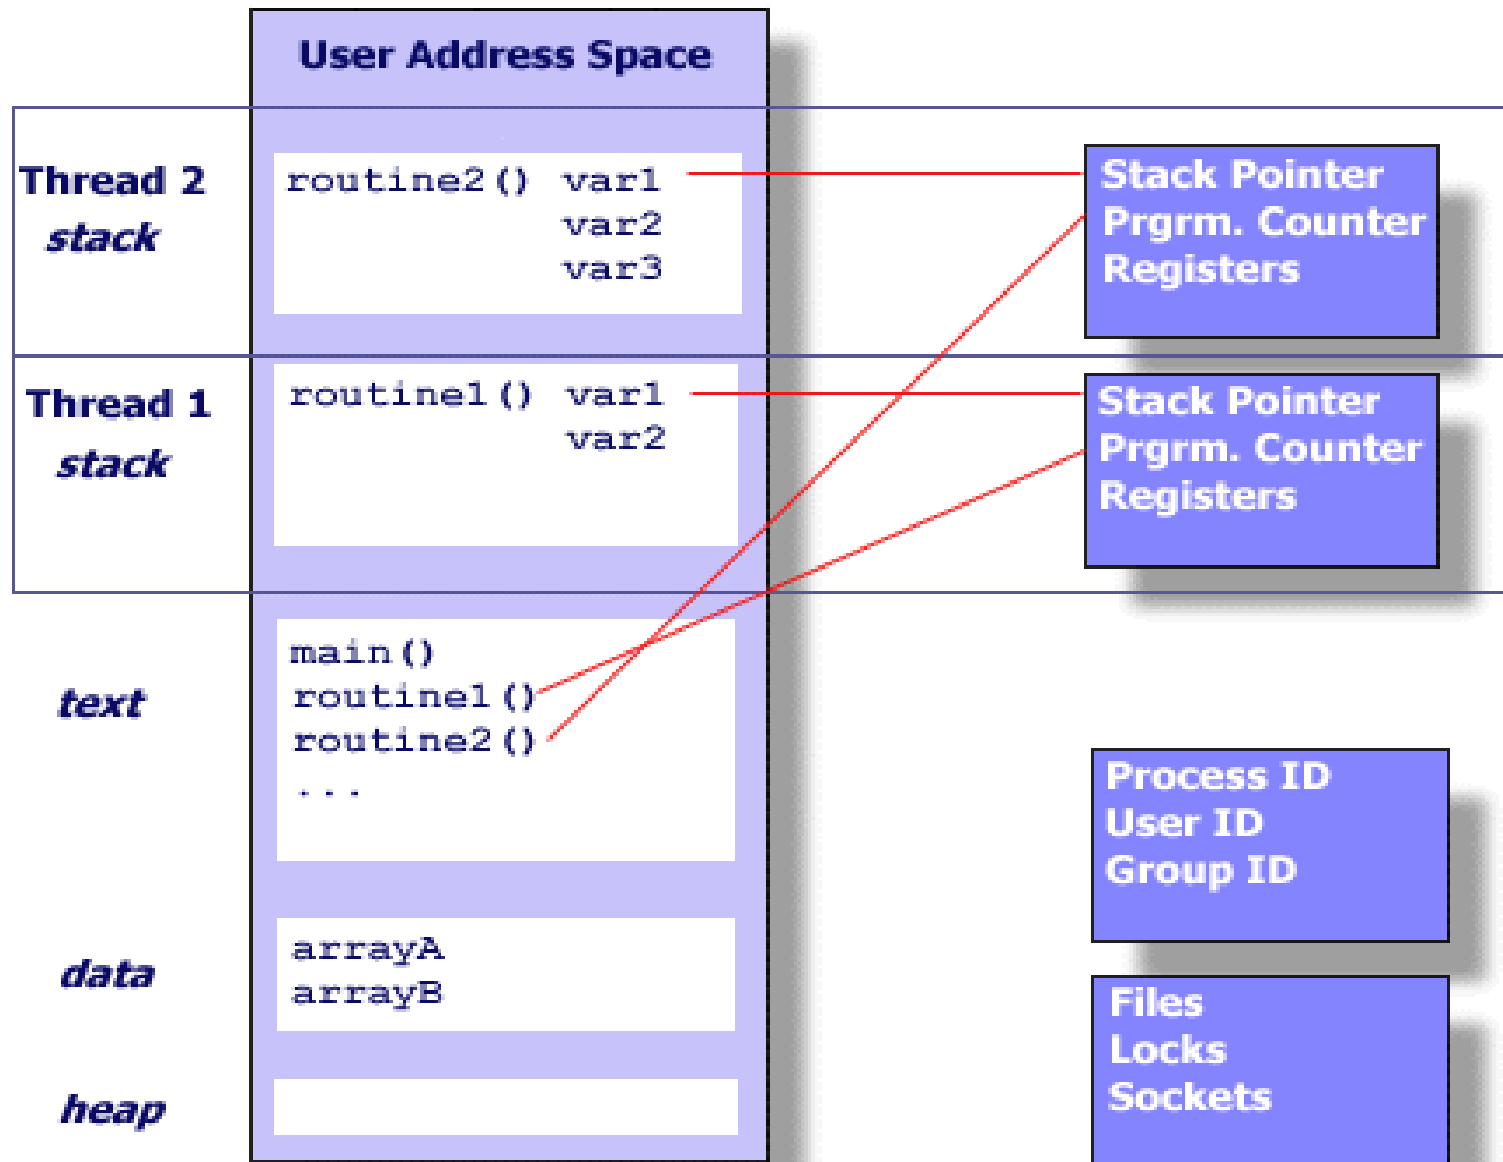 User Address Space
Thread 2
stack
routine2() var1
var2
var3
Stack Pointer
Prgrm. Counter
Registers
Thread 1
stack
routine1() var1
var2
Stack Pointer
Prgrm. Counter
Registers
text
main()
routine1()
routine2()
...
Process ID
User ID
Group ID
data
arrayA
arrayB
Files
Locks
Sockets
heap